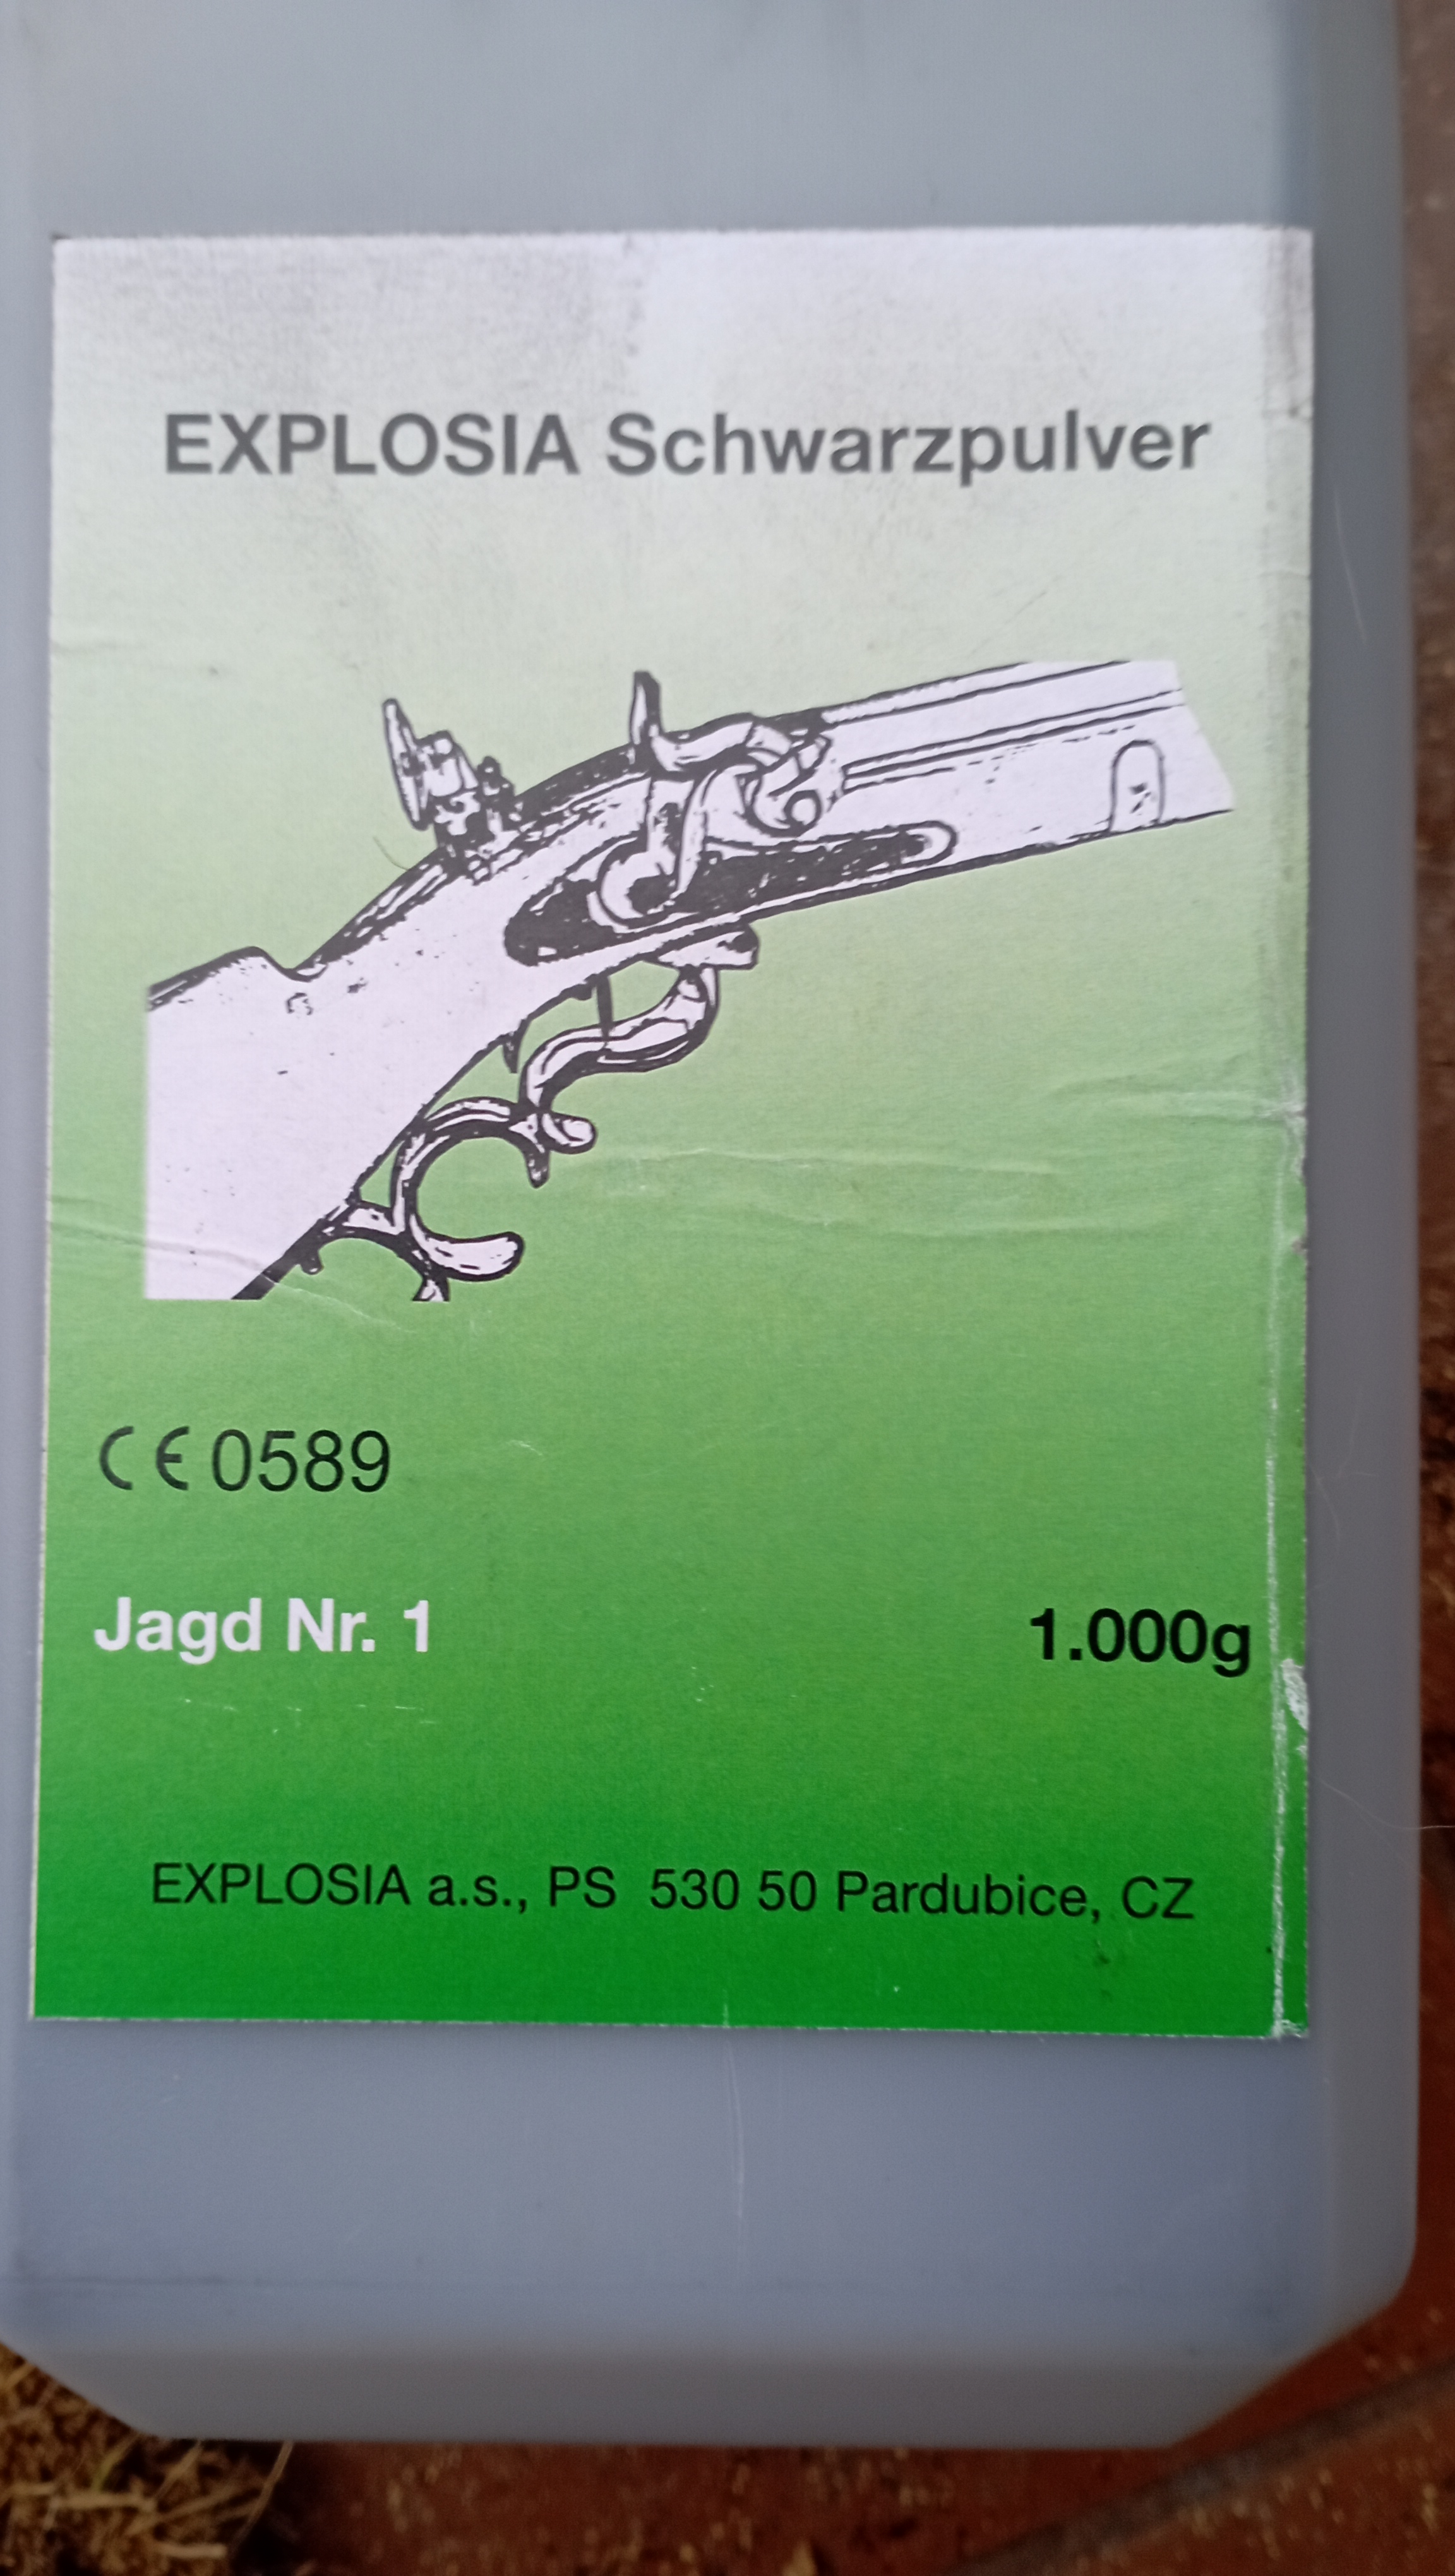 EXPLOSIA Schwarzpulver
CE 0589
Jagd Nr. 1
1.000g
EXPLOSIA a.s., PS 530 50 Pardubice, CZ